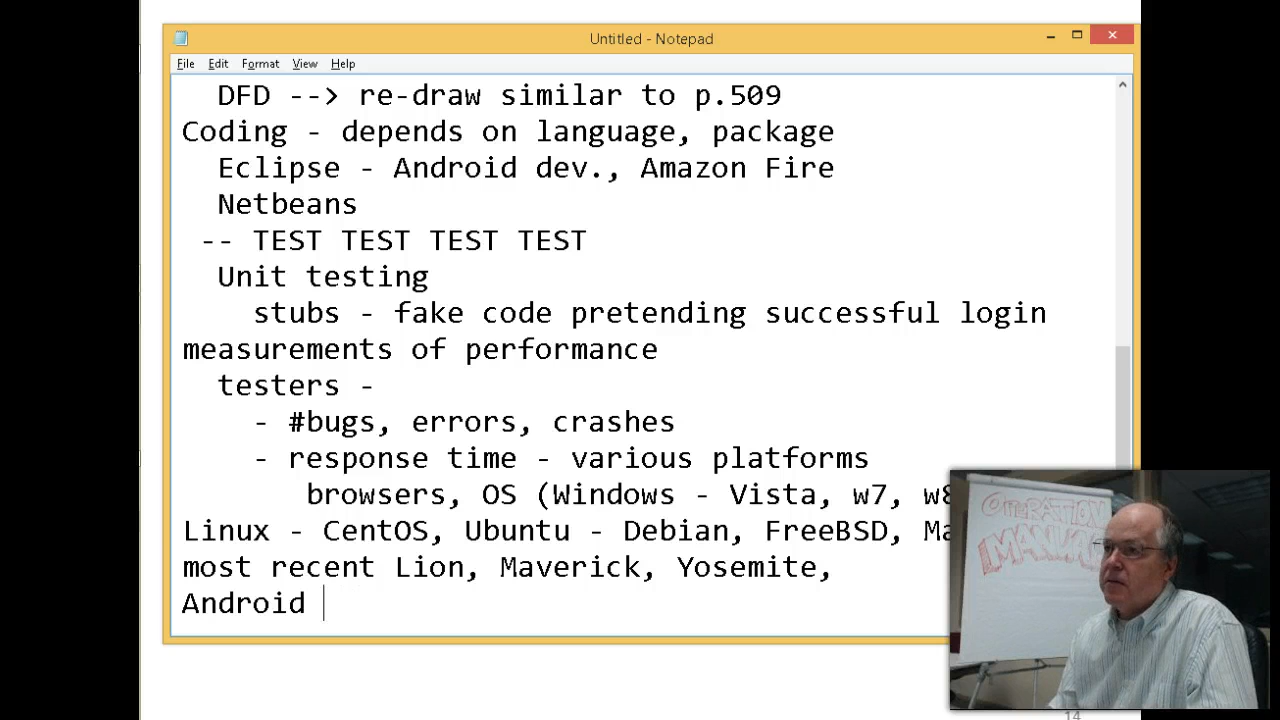 Untitled - Notepad
File Edit Format View Help
DFD --> re-draw similar to p.509
Coding - depends on language, package
Eclipse - Android dev., Amazon Fire
Netbeans
-- TEST TEST TEST TEST
Unit testing
stubs - fake code pretending successful login
measurements of performance
testers -
- #bugs, errors, crashes
- response time - various platforms
browsers, OS (Windows - Vista, w7,
Linux - CentOS, Ubuntu - Debian, FreeBSD,
most recent Lion, Maverick, Yosemite,
Android
OPERATION
MANUAL
14